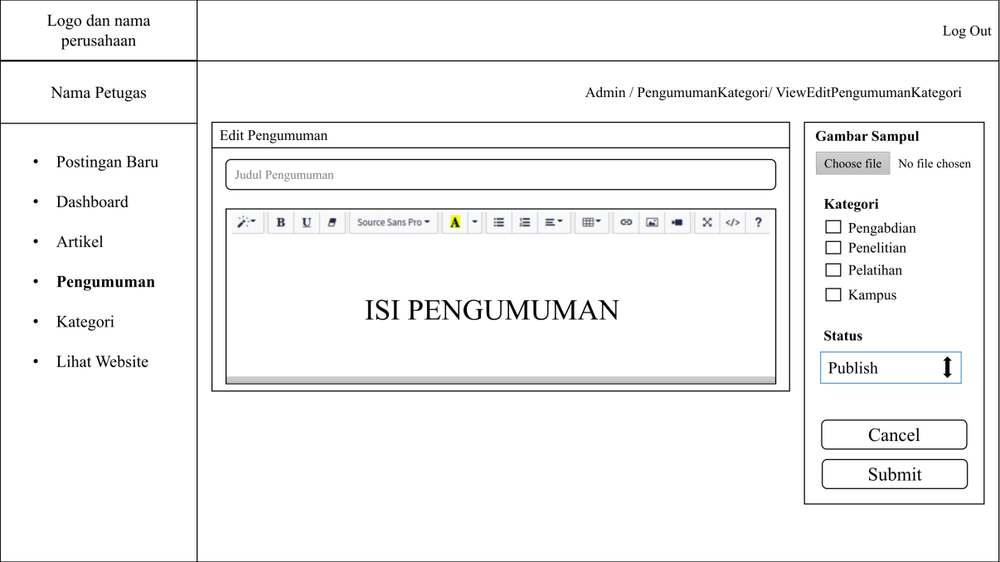 Logo dan nama
perusahaan
Log Out
Nama Petugas
Admin / PengumumanKategori/ ViewEditPengumumanKategori
• Postingan Baru
• Dashboard
• Artikel
• Pengumuman
• Kategori
• Lihat Website
Edit Pengumuman
Judul Pengumuman
B U Source Sans Pro A </> ?
ISI PENGUMUMAN
Gambar Sampul
Choose file No file chosen
Kategori
Pengabdian
Penelitian
Pelatihan
Kampus
Status
Publish
Cancel
Submit